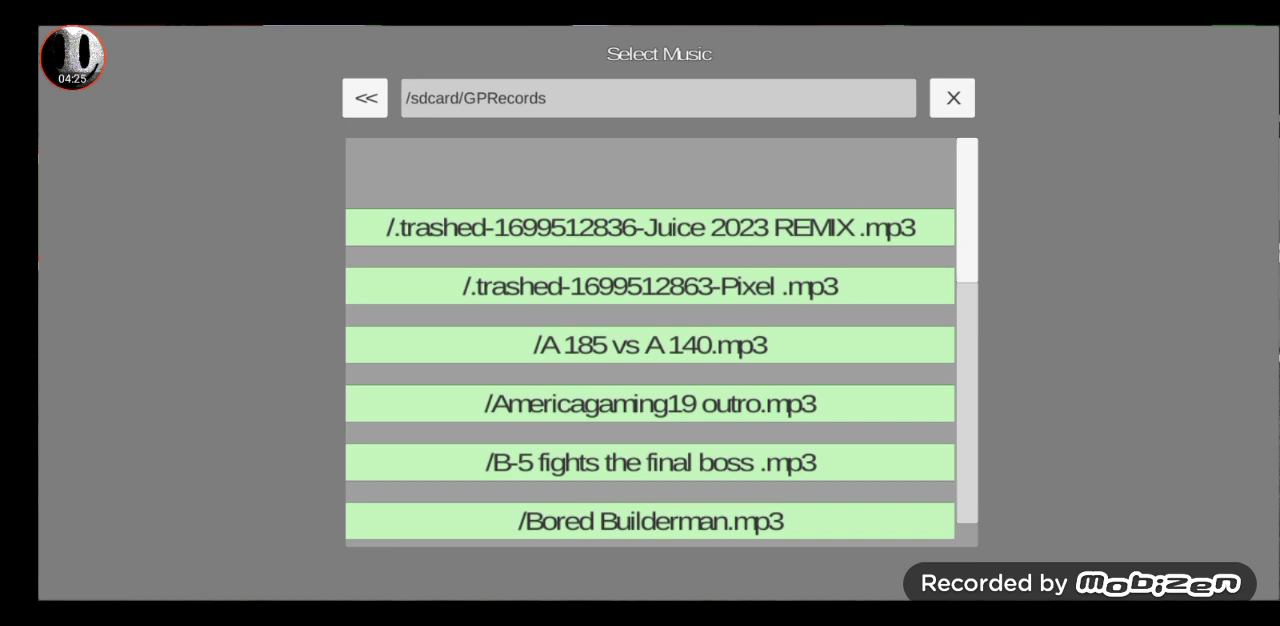 Select Music
04:25
<<
/sdcard/GPRecords
X
/.trashed-1699512836-Juice 2023 REMIX .mp3
/.trashed-1699512863-Pixel .mp3
/A 185 vs A 140.mp3
/Americagaming19 outro.mp3
/B-5 fights the final boss .mp3
/Bored Builderman.mp3
Recorded by Mobizen